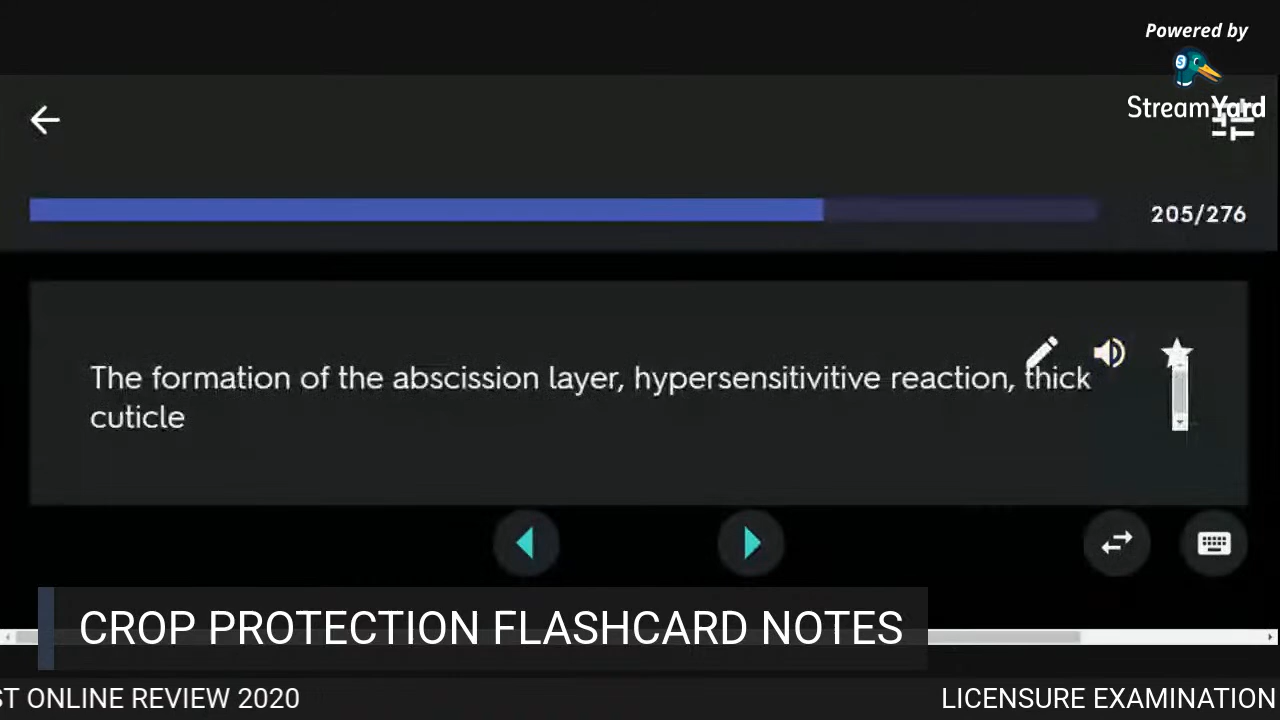 Powered by
StreamYard
205/276
The formation of the abscission layer, hypersensitivitive reaction, thick
cuticle
CROP PROTECTION FLASHCARD NOTES
ST ONLINE REVIEW 2020
LICENSURE EXAMINATION